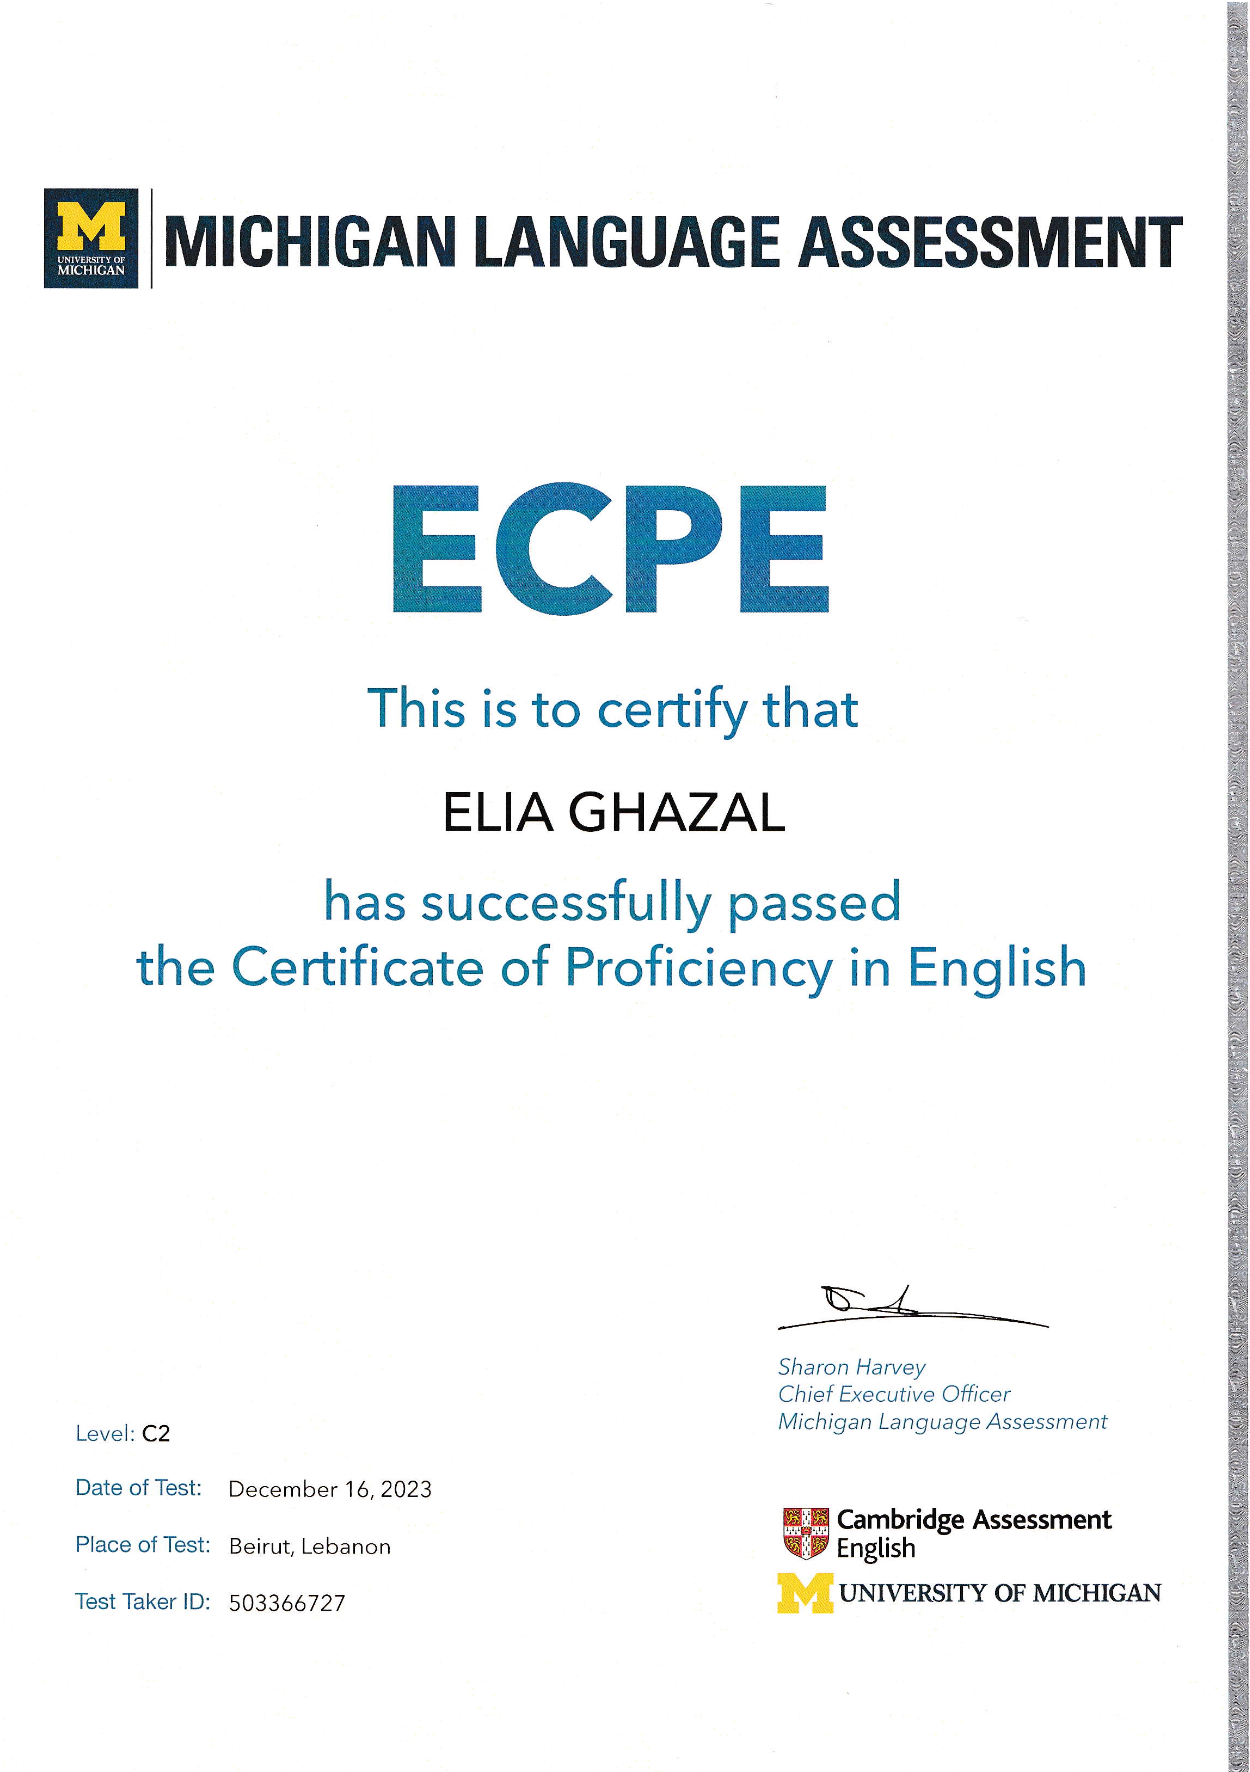 M
UNIVERSITY OF
MICHIGAN
MICHIGAN LANGUAGE ASSESSMENT
ECPE
This is to certify that
ELIA GHAZAL
has successfully passed
the Certificate of Proficiency in English
Sharon Harvey
Chief Executive Officer
Michigan Language Assessment
Level: C2
Date of Test: December 16, 2023
Place of Test: Beirut, Lebanon
Test Taker ID: 503366727
Cambridge Assessment
English
M UNIVERSITY OF MICHIGAN